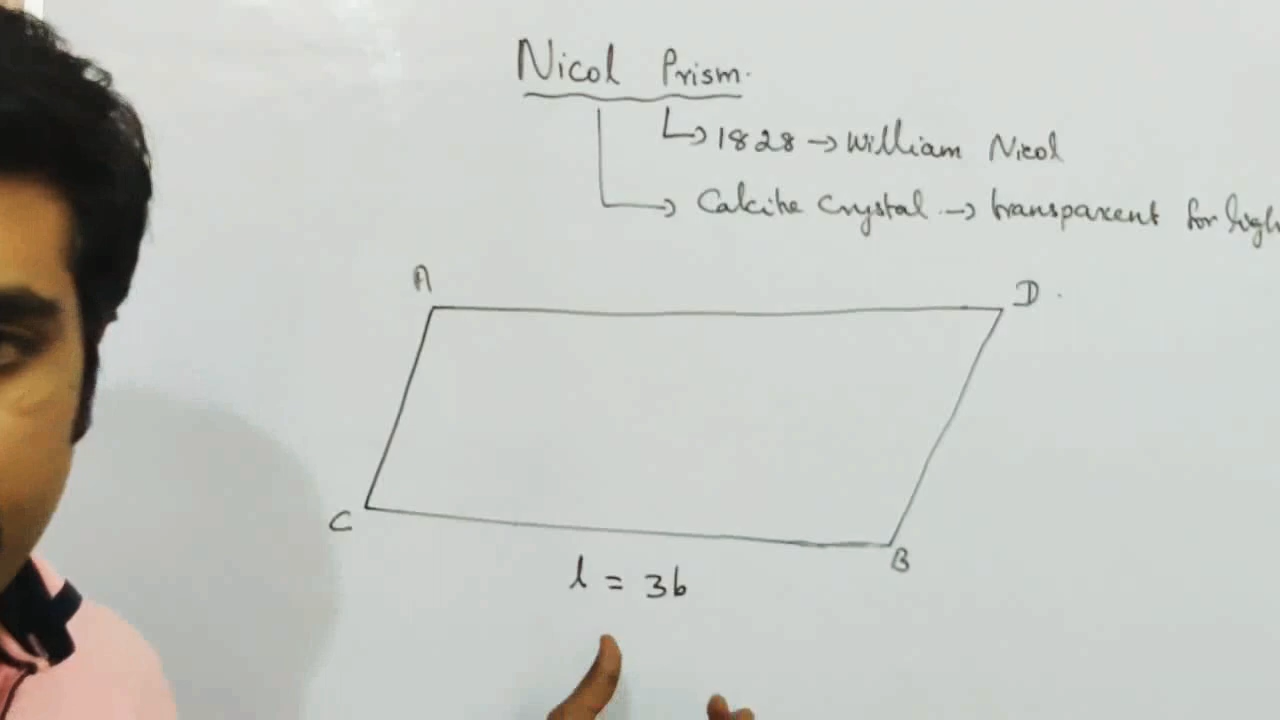 Nicol Prism.
1828 → William Nicol
Calcite Crystal → transparent for
A
D.
C
B
l = 3b